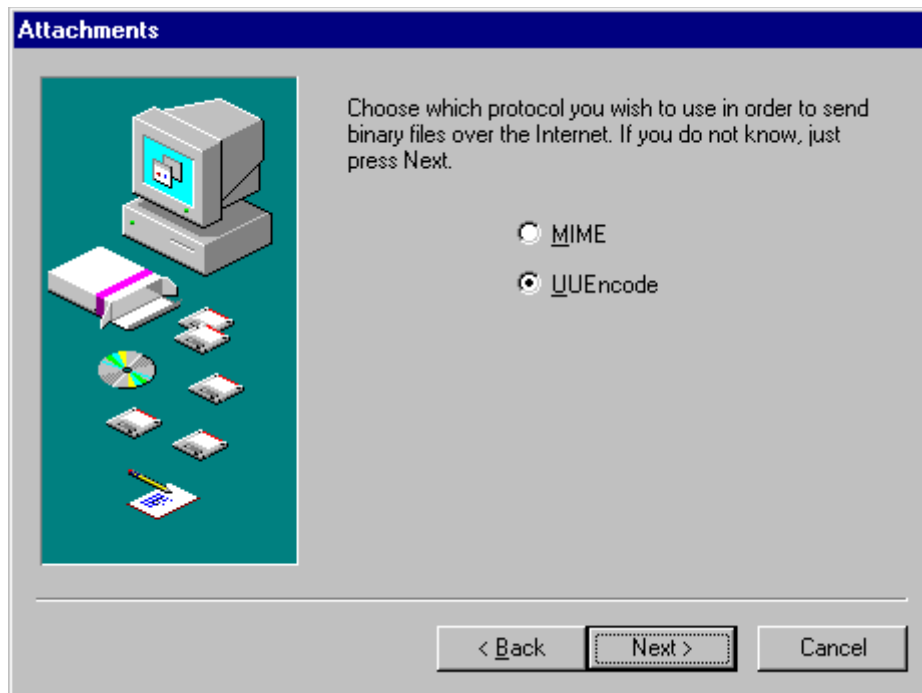 Attachments
Choose which protocol you wish to use in order to send
binary files over the Internet. If you do not know, just
press Next.
MIME
UUEncode
< Back
Next >
Cancel